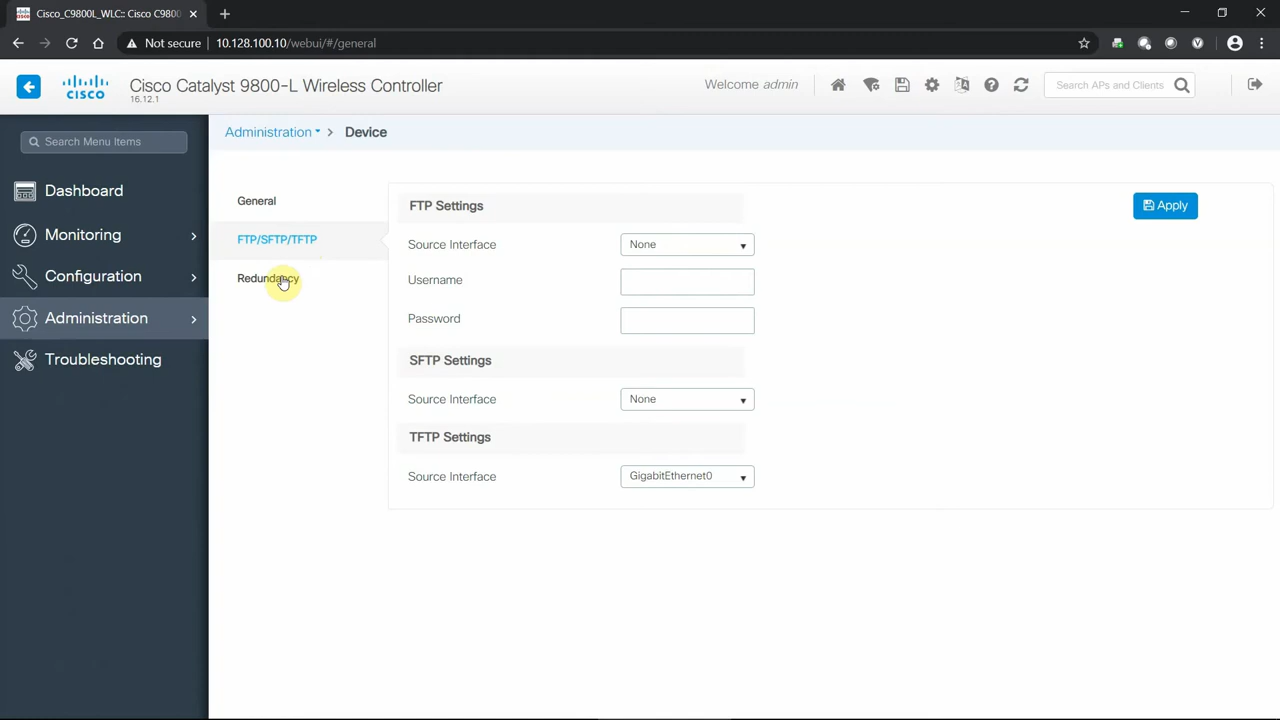 Cisco_C9800L_WLC:: Cisco C9800
Not secure
10.128.100.10/webui/#/general
CISCO
Cisco Catalyst 9800-L Wireless Controller
16.12.1
Welcome admin
Search APs and Clients
Search Menu Items
Dashboard
Monitoring
Configuration
Administration
Troubleshooting
Administration > Device
General
FTP/SFTP/TFTP
Redundancy
FTP Settings
Apply
Source Interface None
Username
Password
SFTP Settings
Source Interface None
TFTP Settings
Source Interface GigabitEthernet0